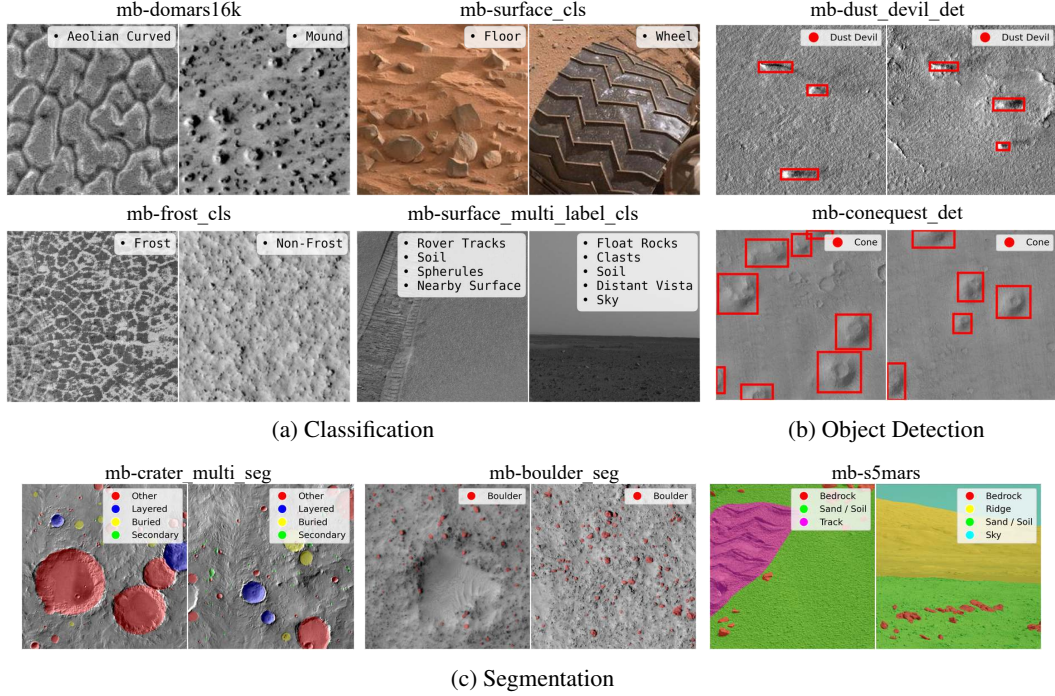 mb-domars16k
• Aeolian Curved
• Mound
mb-surface_cls
• Floor
• Wheel
mb-dust_devil_det
Dust Devil
Dust Devil
mb-frost_cls
• Frost
• Non-Frost
mb-surface_multi_label_cls
• Rover Tracks
• Soil
• Spherules
• Nearby Surface
• Float Rocks
• Clasts
• Soil
• Distant Vista
• Sky
mb-conequest_det
Cone
Cone
(a) Classification
(b) Object Detection
mb-crater_multi_seg
Other
Layered
Buried
Secondary
Other
Layered
Buried
Secondary
mb-boulder_seg
Boulder
Boulder
mb-s5mars
Bedrock
Sand / Soil
Track
Bedrock
Ridge
Sand / Soil
Sky
(c) Segmentation